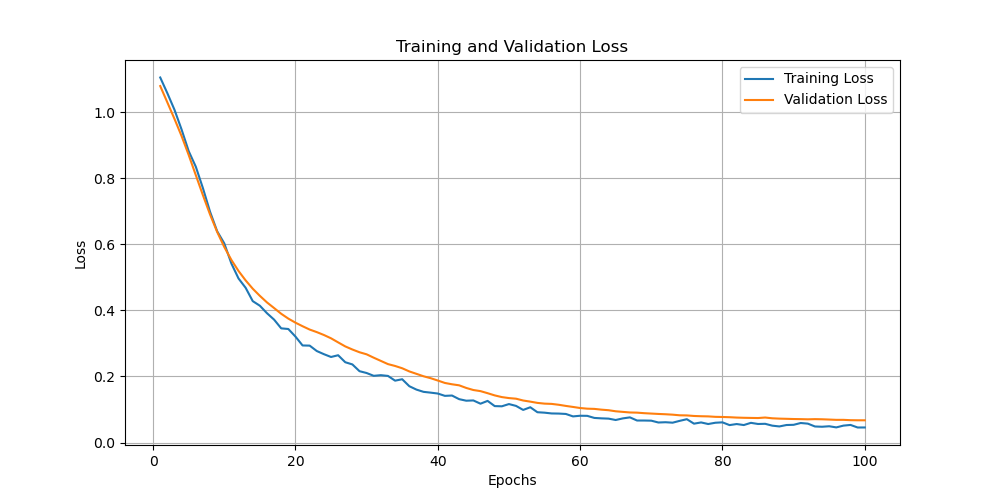 Training and Validation Loss
Training Loss
Validation Loss
1.0
0.8
0.6
0.4
0.2
0.0
Loss
0 20 40 60 80 100
Epochs